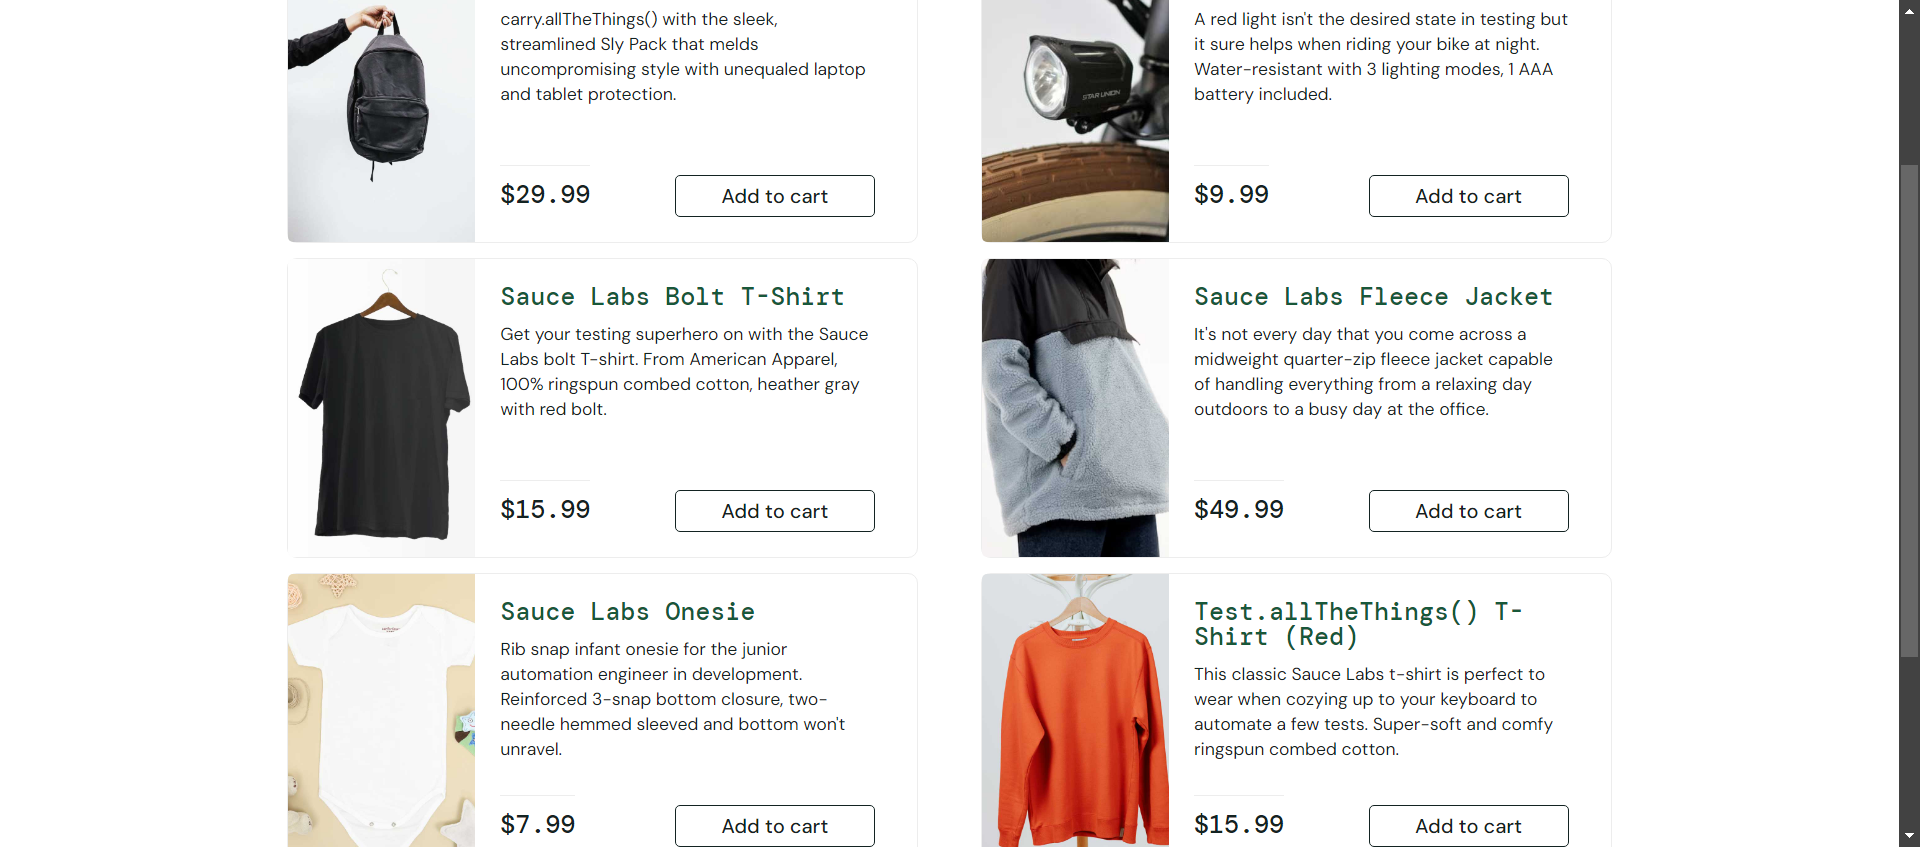 carry.allTheThings() with the sleek,
streamlined Sly Pack that melds
uncompromising style with unequaled laptop
and tablet protection.
$29.99
Add to cart
A red light isn't the desired state in testing but
it sure helps when riding your bike at night.
Water-resistant with 3 lighting modes, 1 AAA
battery included.
STAR UNION
$9.99
Add to cart
Sauce Labs Bolt T-Shirt
Get your testing superhero on with the Sauce
Labs bolt T-shirt. From American Apparel,
100% ringspun combed cotton, heather gray
with red bolt.
$15.99
Add to cart
Sauce Labs Fleece Jacket
It's not every day that you come across a
midweight quarter-zip fleece jacket capable
of handling everything from a relaxing day
outdoors to a busy day at the office.
$49.99
Add to cart
Sauce Labs Onesie
Rib snap infant onesie for the junior
automation engineer in development.
Reinforced 3-snap bottom closure, two-
needle hemmed sleeved and bottom won't
unravel.
$7.99
Add to cart
Test.allTheThings() T-
Shirt (Red)
This classic Sauce Labs t-shirt is perfect to
wear when cozying up to your keyboard to
automate a few tests. Super-soft and comfy
ringspun combed cotton.
$15.99
Add to cart